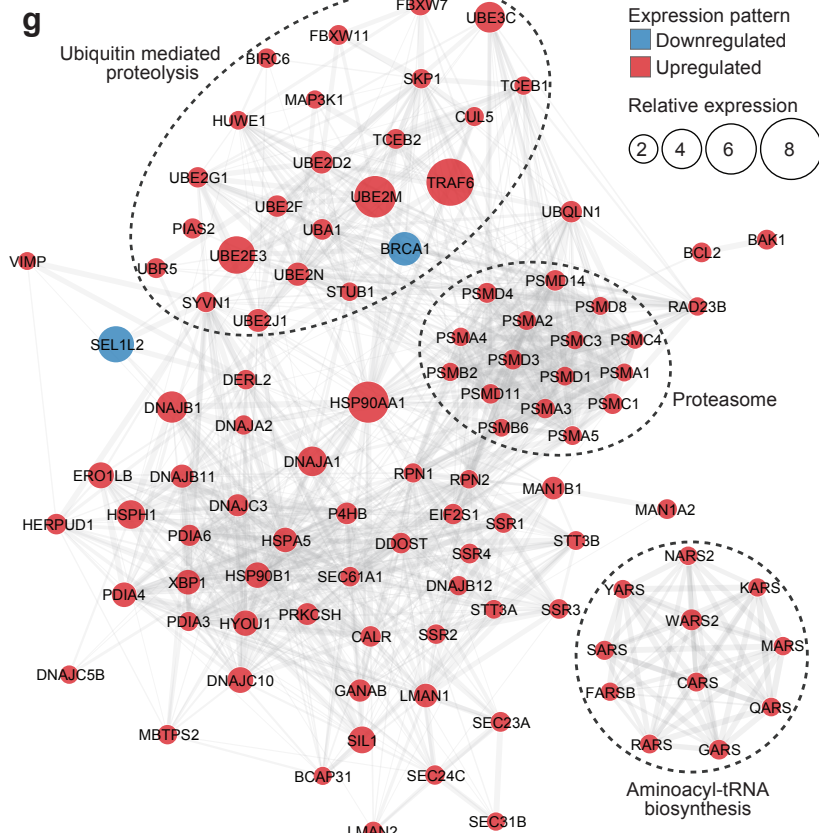 g
Expression pattern
Downregulated
Upregulated
Relative expression
2 4 6 8
Ubiquitin mediated
proteolysis
FBXW7
UBE3C
FBXW11
BIRC6
SKP1
TCEB1
MAP3K1
HUWE1
CUL5
TCEB2
UBE2D2
UBE2G1
TRAF6
UBE2M
UBE2F
UBQLN1
PIAS2
UBA1
BRCA1
BAK1
BCL2
UBE2E3
VIMP
UBR5
UBE2N
STUB1
SYVN1
UBE2J1
PSMD14
PSMD4
PSMD8
RAD23B
PSMA2
PSMA4
PSMC3
PSMC4
SEL1L2
PSMD3
PSMB2
PSMD1
PSMA1
DERL2
PSMD11
HSP90AA1
PSMA3
PSMC1
Proteasome
DNAJB1
DNAJA2
PSMB6
PSMA5
DNAJA1
ERO1LB
DNAJB11
RPN1
RPN2
MAN1B1
DNAJC3
HSPH1
P4HB
EIF2S1
MAN1A2
HERPUD1
SSR1
PDIA6
HSPA5
DDOST
STT3B
SSR4
NARS2
XBP1
HSP90B1
SEC61A1
DNAJB12
YARS
KARS
PDIA4
STT3A
SSR3
PDIA3
HYOU1
PRKCSH
CALR
SSR2
WARS2
SARS
MARS
DNAJC5B
DNAJC10
GANAB
LMAN1
CARS
FARSB
QARS
SEC23A
MBTPS2
SIL1
RARS
GARS
BCAP31
SEC24C
Aminoacyl-tRNA
biosynthesis
SEC31B
LMAN2